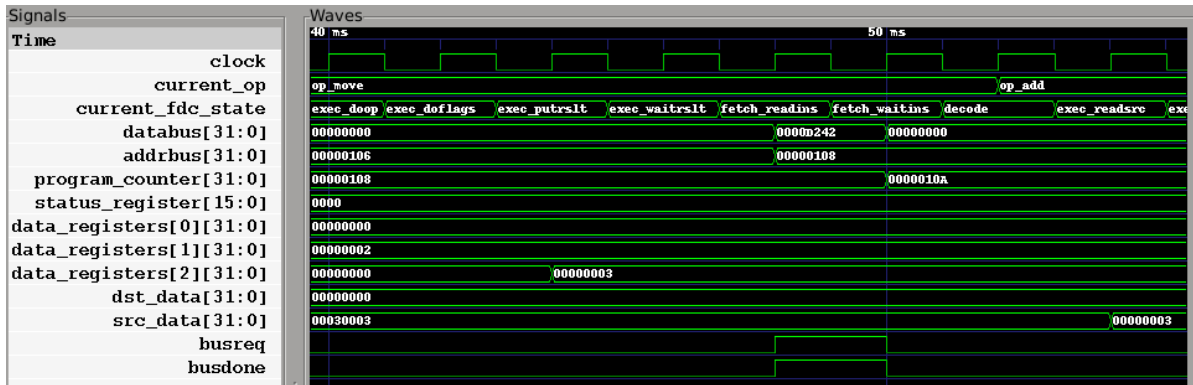 Signals Waves
Time 40 ms 50 ms
clock
current_op op_move op_add
current_fdc_state exec_doop exec_doflags exec_putrslt exec_waitrslt fetch_readins fetch_waitins decode exec_readsrc exe
databus[31:0] 00000000 0000D242 00000000
addrbus[31:0] 00000106 00000108
program_counter[31:0] 00000108 0000010A
status_register[15:0] 0000
data_registers[0][31:0] 00000000
data_registers[1][31:0] 00000002
data_registers[2][31:0] 00000000 00000003
dst_data[31:0] 00000000
src_data[31:0] 00030003 00000003
busreq
busdone